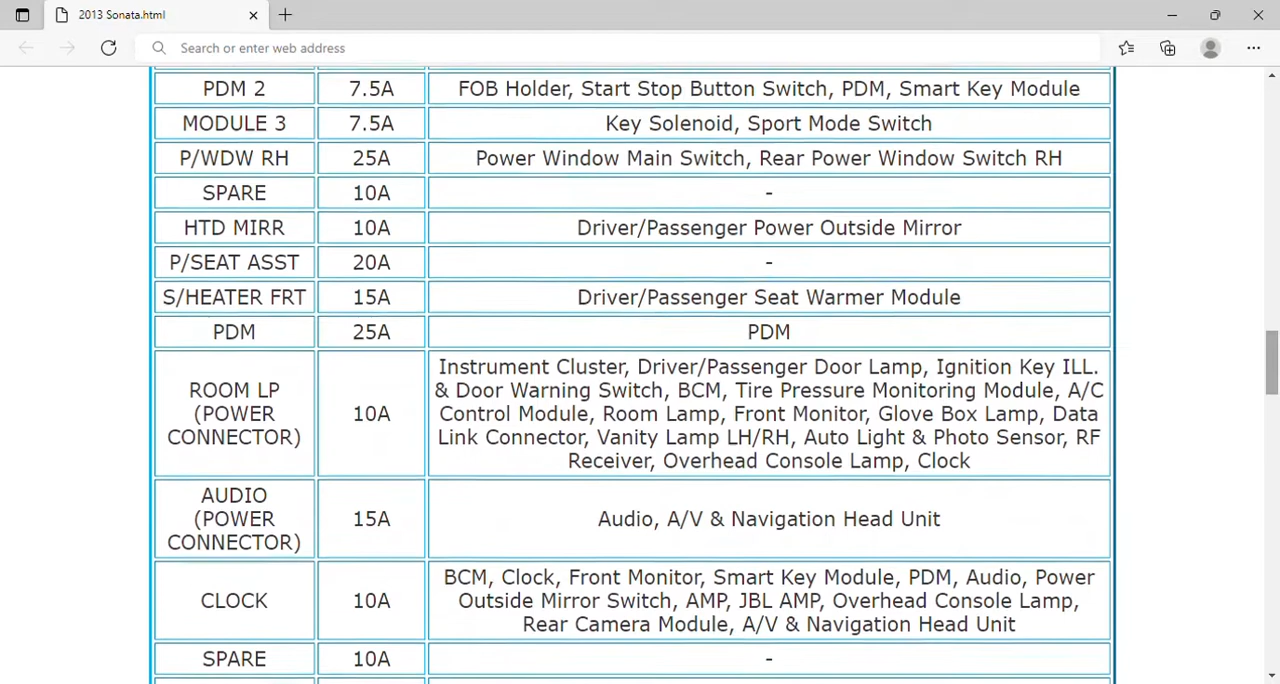 2013 Sonata.html
Search or enter web address
PDM 2 7.5A FOB Holder, Start Stop Button Switch, PDM, Smart Key Module
MODULE 3 7.5A Key Solenoid, Sport Mode Switch
P/WDW RH 25A Power Window Main Switch, Rear Power Window Switch RH
SPARE 10A -
HTD MIRR 10A Driver/Passenger Power Outside Mirror
P/SEAT ASST 20A -
S/HEATER FRT 15A Driver/Passenger Seat Warmer Module
PDM 25A PDM
ROOM LP
(POWER
CONNECTOR)
10A
Instrument Cluster, Driver/Passenger Door Lamp, Ignition Key ILL.
& Door Warning Switch, BCM, Tire Pressure Monitoring Module, A/C
Control Module, Room Lamp, Front Monitor, Glove Box Lamp, Data
Link Connector, Vanity Lamp LH/RH, Auto Light & Photo Sensor, RF
Receiver, Overhead Console Lamp, Clock
AUDIO
(POWER
CONNECTOR)
15A
Audio, A/V & Navigation Head Unit
CLOCK
10A
BCM, Clock, Front Monitor, Smart Key Module, PDM, Audio, Power
Outside Mirror Switch, AMP, JBL AMP, Overhead Console Lamp,
Rear Camera Module, A/V & Navigation Head Unit
SPARE 10A -